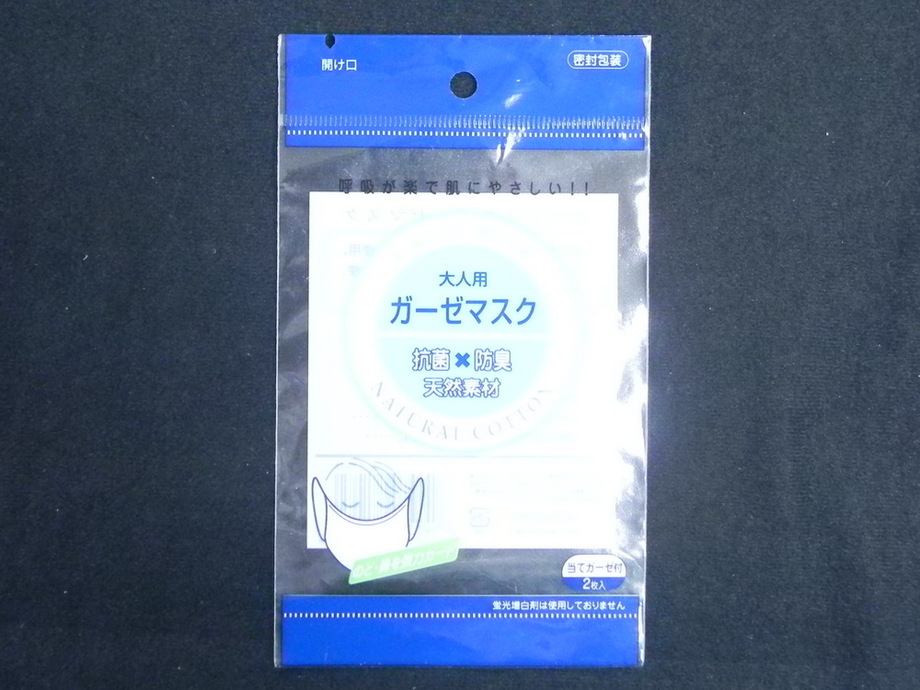 開け口
密封包装
呼吸が楽で肌にやさしい!!
大人用
ガーゼマスク
抗菌×防臭
天然素材
NATURAL COTTON
当てガーゼ付
2枚入
蛍光増白剤は使用しておりません